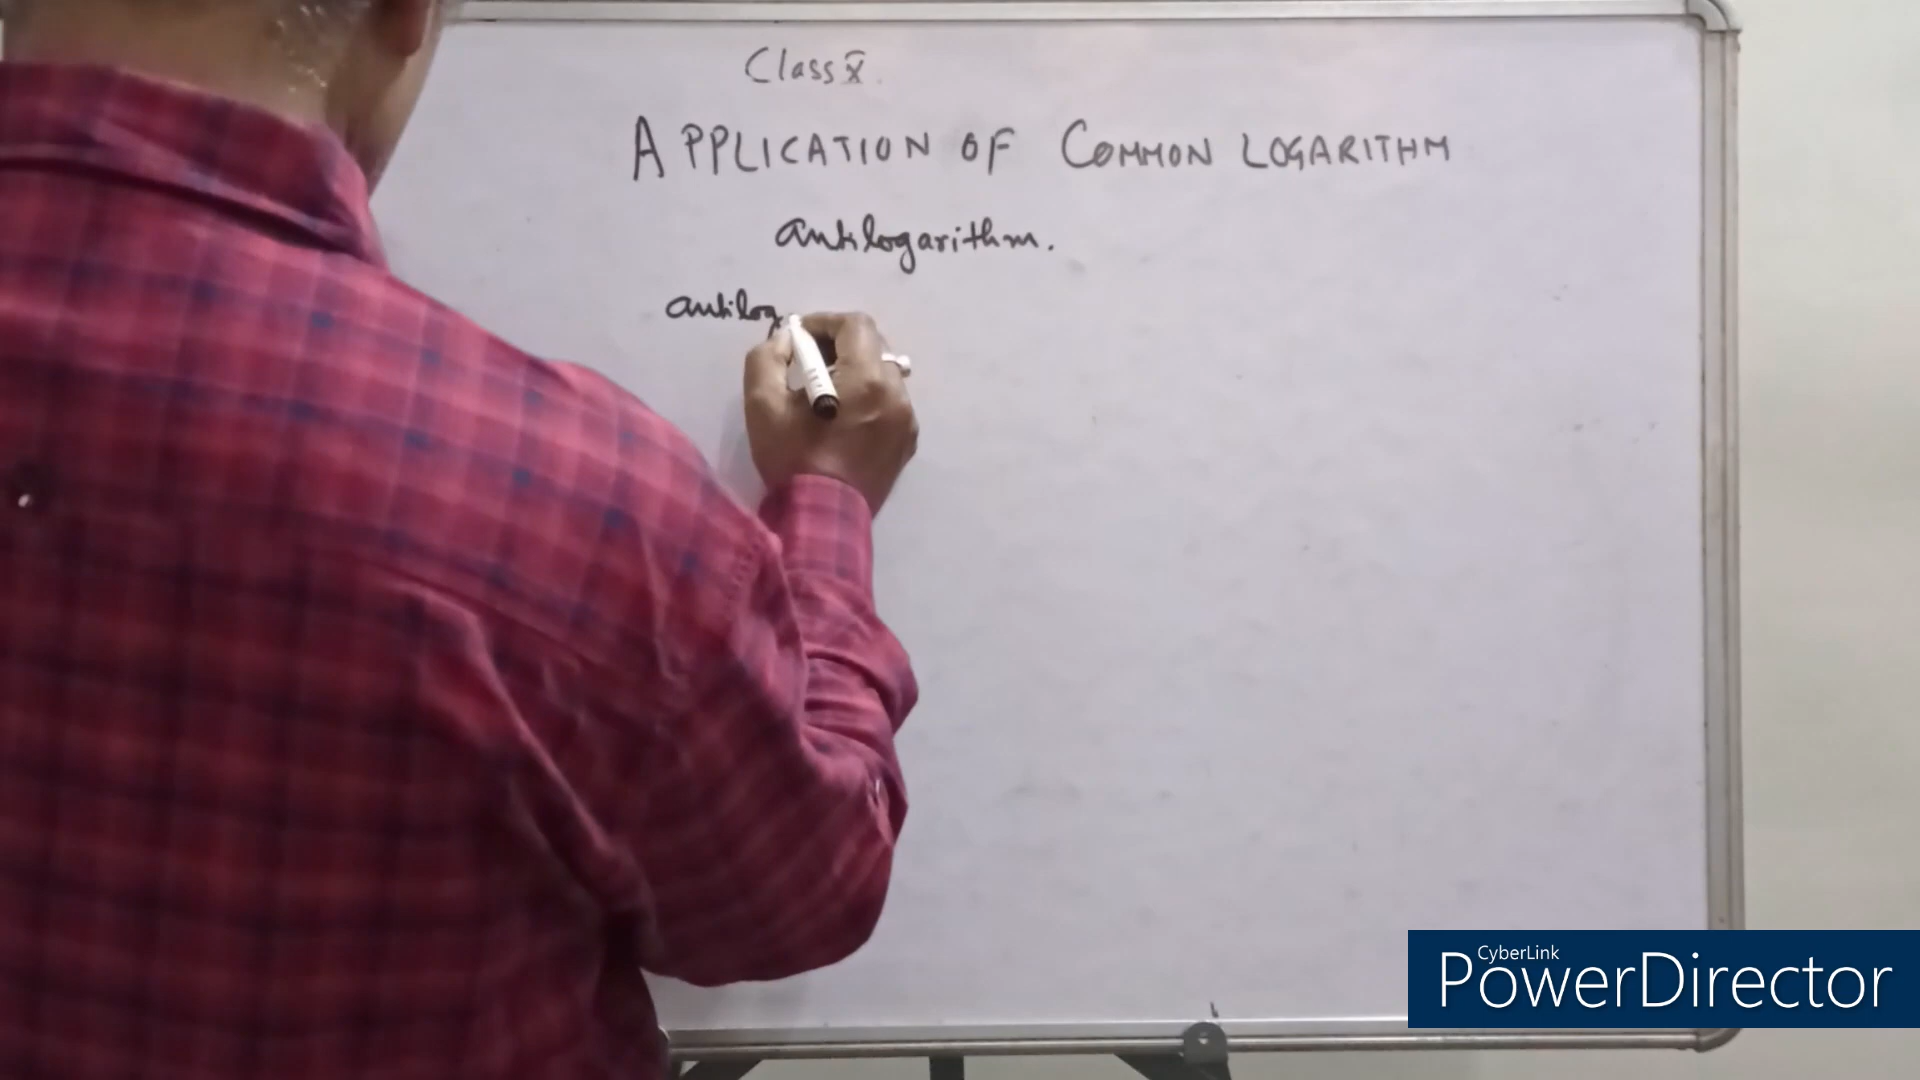 Class X.
APPLICATION OF COMMON LOGARITHM
antilogarithm.
antilog
CyberLink
PowerDirector